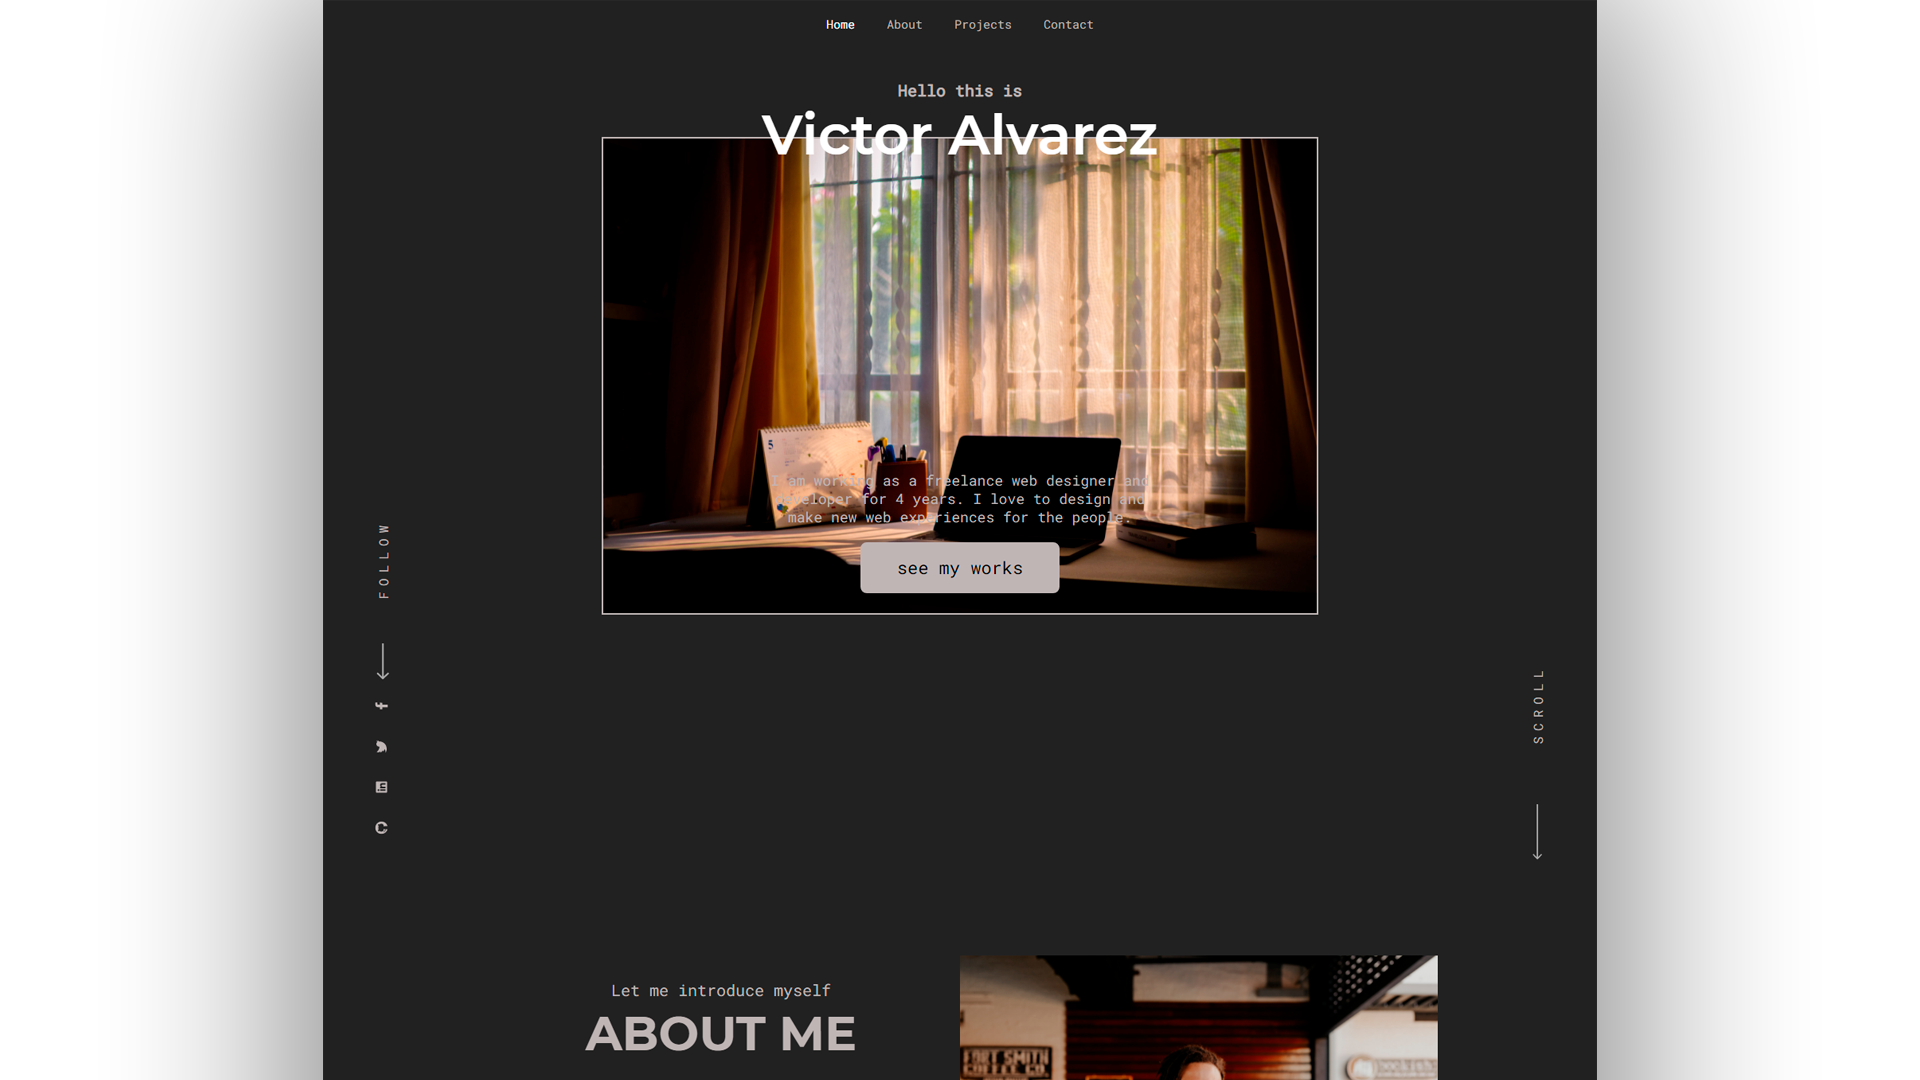 Home About Projects Contact
Hello this is
Victor Alvarez
5
I am working as a freelance web designer and
developer for 4 years. I love to design and
make new web experiences for the people.
see my works
FOLLOW
SCROLL
Let me introduce myself
ABOUT ME
FORT SMITH
COFFEE CO.